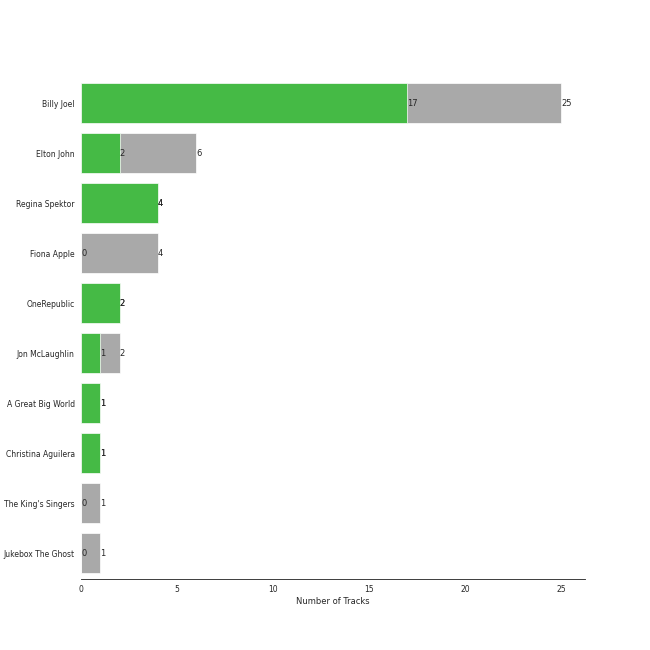 Billy Joel 17 25
Elton John 2 6
Regina Spektor 4
Fiona Apple 0 4
OneRepublic 2
Jon McLaughlin 1 2
A Great Big World 1
Christina Aguilera 1
The King's Singers 0 1
Jukebox The Ghost 0 1
0 5 10 15 20 25
Number of Tracks